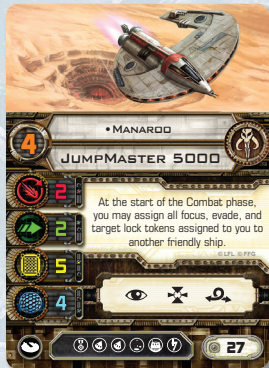 • MANAROO
4
JUMPMASTER 5000
2
At the start of the Combat phase,
you may assign all focus, evade, and
target lock tokens assigned to you to
another friendly ship.
©LFL ©FFG
2
5
4
27